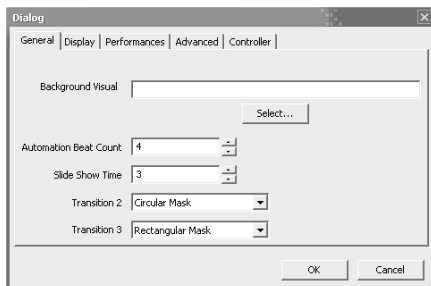 Dialog
General Display Performances Advanced Controller
Background Visual
Select...
Automation Beat Count 4
Slide Show Time 3
Transition 2 Circular Mask
Transition 3 Rectangular Mask
OK Cancel